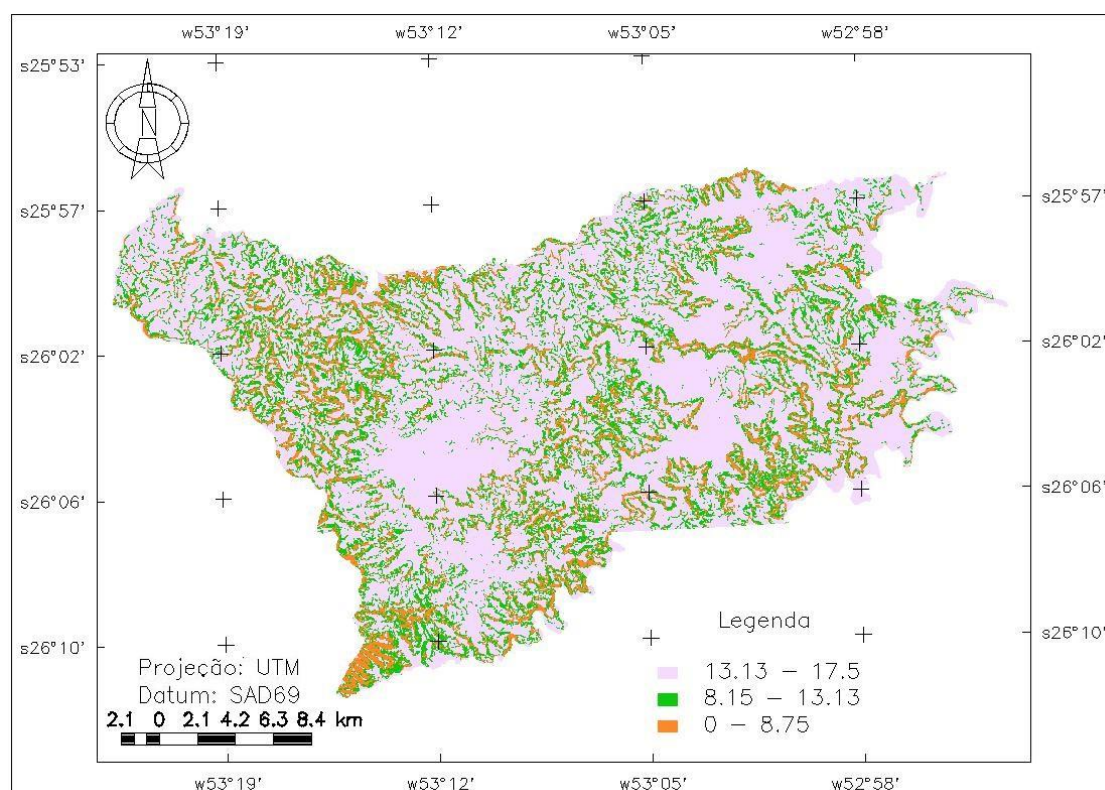 w53°19' w53°12' w53°05' w52°58'
s25°53'
N
s25°57' s25°57'
s26°02' s26°02'
s26°06' s26°06'
s26°10' s26°10'
Legenda
13.13 – 17.5
8.15 – 13.13
0 – 8.75
Projeção: UTM
Datum: SAD69
2.1 0 2.1 4.2 6.3 8.4 km
w53°19' w53°12' w53°05' w52°58'